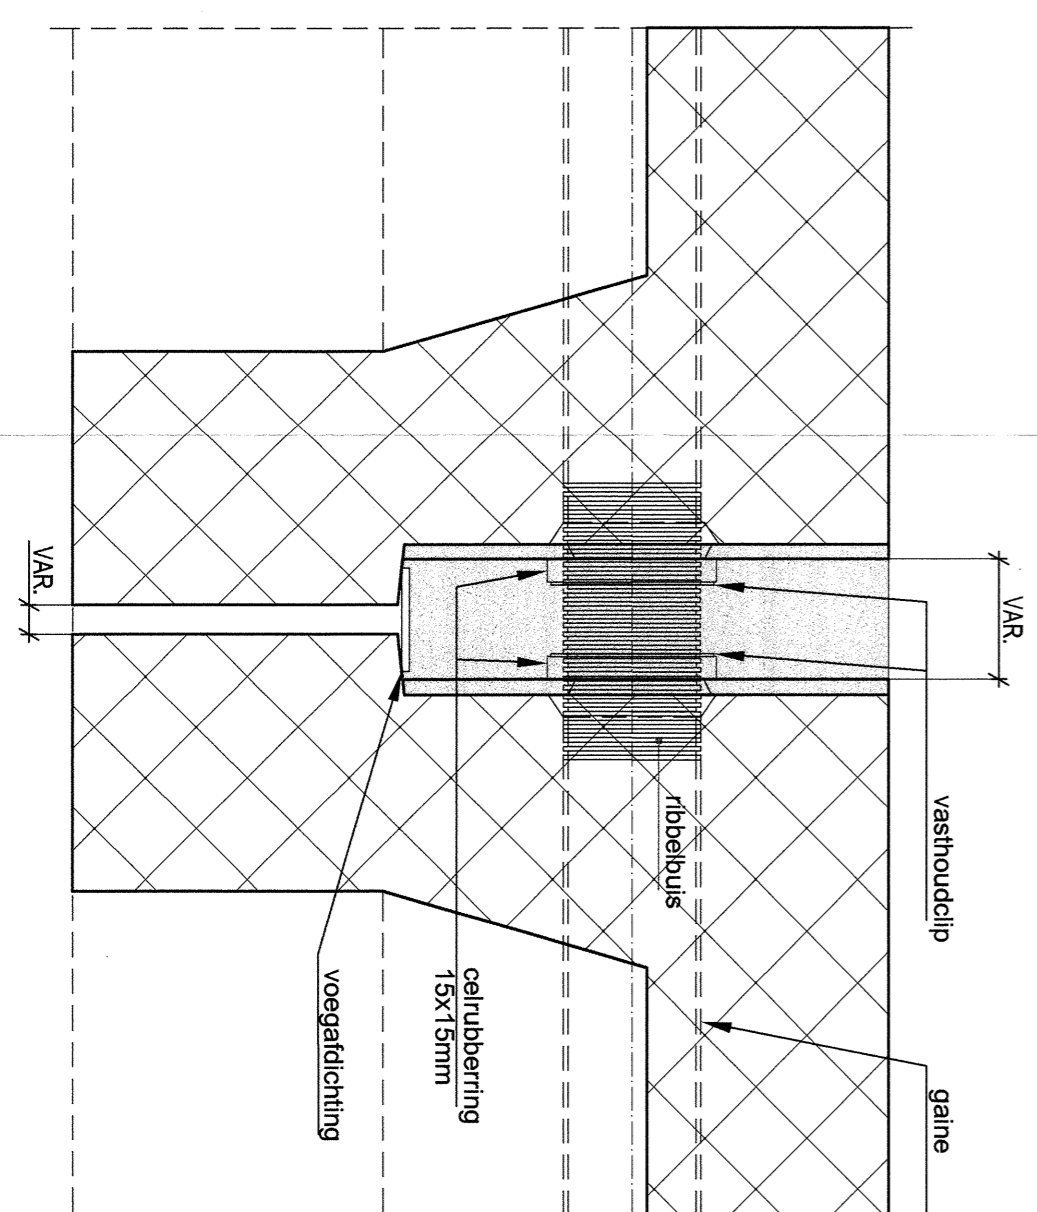 VAR.
vasthoudclip
gaine
ribbelbuis
celrubberring
15x15mm
voegafdichting
VAR.